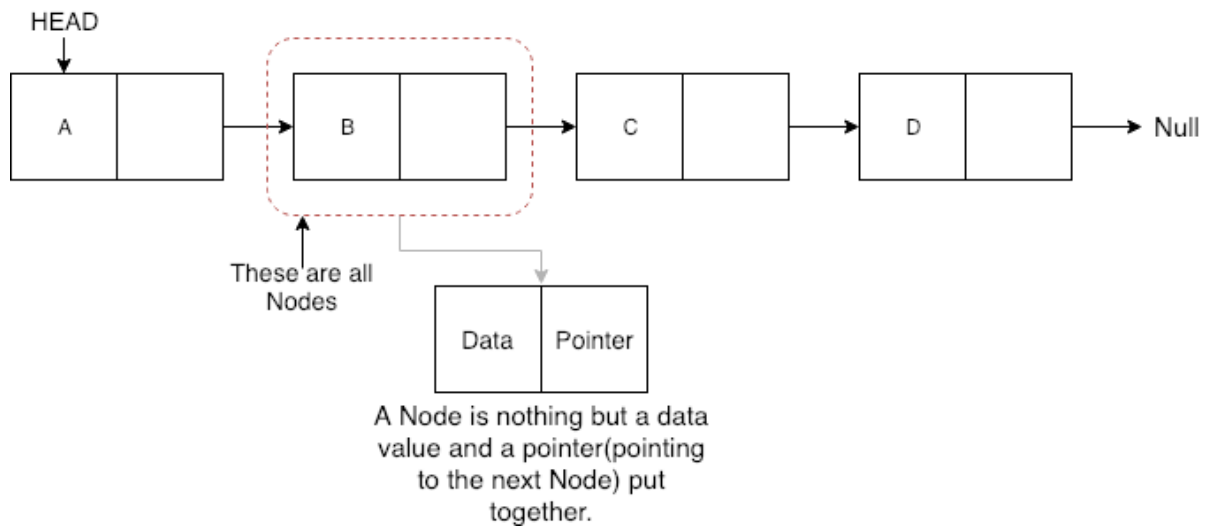 HEAD
A
B
C
D
Null
These are all
Nodes
Data
Pointer
A Node is nothing but a data
value and a pointer(pointing
to the next Node) put
together.